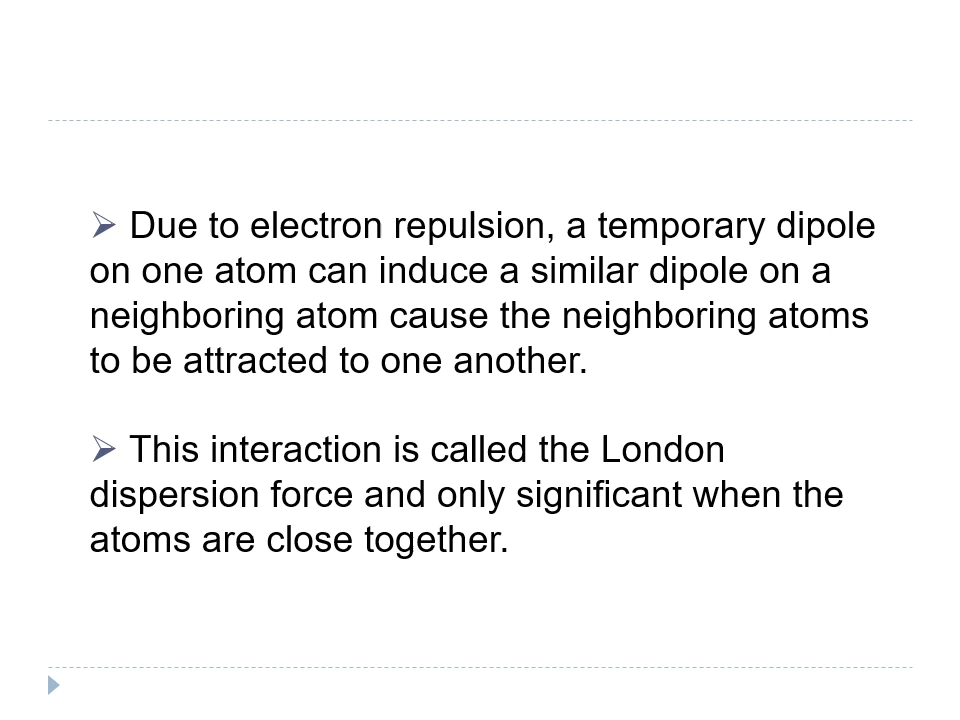 ➢ Due to electron repulsion, a temporary dipole
on one atom can induce a similar dipole on a
neighboring atom cause the neighboring atoms
to be attracted to one another.
➢ This interaction is called the London
dispersion force and only significant when the
atoms are close together.